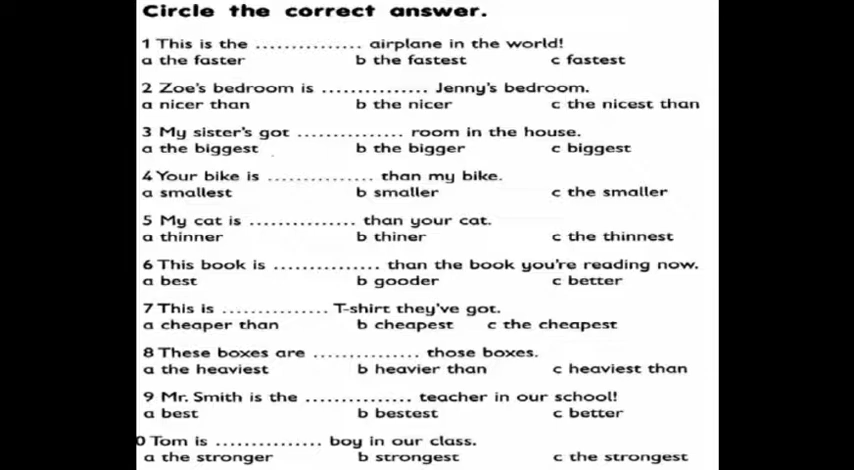 Circle the correct answer.
1 This is the ............... airplane in the world!
a the faster b the fastest c fastest
2 Zoe's bedroom is ............... Jenny's bedroom.
a nicer than b the nicer c the nicest than
3 My sister's got ............... room in the house.
a the biggest b the bigger c biggest
4 Your bike is ............... than my bike.
a smallest b smaller c the smaller
5 My cat is ............... than your cat.
a thinner b thiner c the thinnest
6 This book is ............... than the book you're reading now.
a best b gooder c better
7 This is ............... T-shirt they've got.
a cheaper than b cheapest c the cheapest
8 These boxes are ............... those boxes.
a the heaviest b heavier than c heaviest than
9 Mr. Smith is the ............... teacher in our school!
a best b bestest c better
0 Tom is ............... boy in our class.
a the stronger b strongest c the strongest